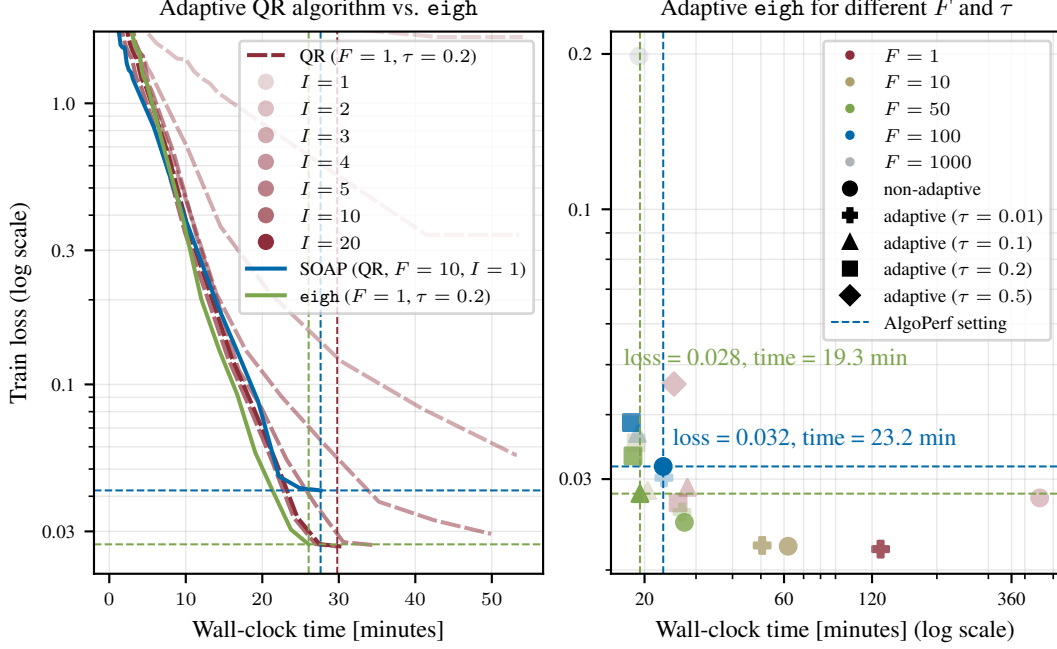 Adaptive QR algorithm vs. eigh
Train loss (log scale)
1.0
0.3
0.1
0.03
QR (F = 1, τ = 0.2)
I = 1
I = 2
I = 3
I = 4
I = 5
I = 10
I = 20
SOAP (QR, F = 10, I = 1)
eigh (F = 1, τ = 0.2)
0 10 20 30 40 50
Wall-clock time [minutes]
Adaptive eigh for different F and τ
0.2
0.1
0.03
F = 1
F = 10
F = 50
F = 100
F = 1000
non-adaptive
adaptive (τ = 0.01)
adaptive (τ = 0.1)
adaptive (τ = 0.2)
adaptive (τ = 0.5)
AlgoPerf setting
loss = 0.028, time = 19.3 min
loss = 0.032, time = 23.2 min
20 60 120 360
Wall-clock time [minutes] (log scale)